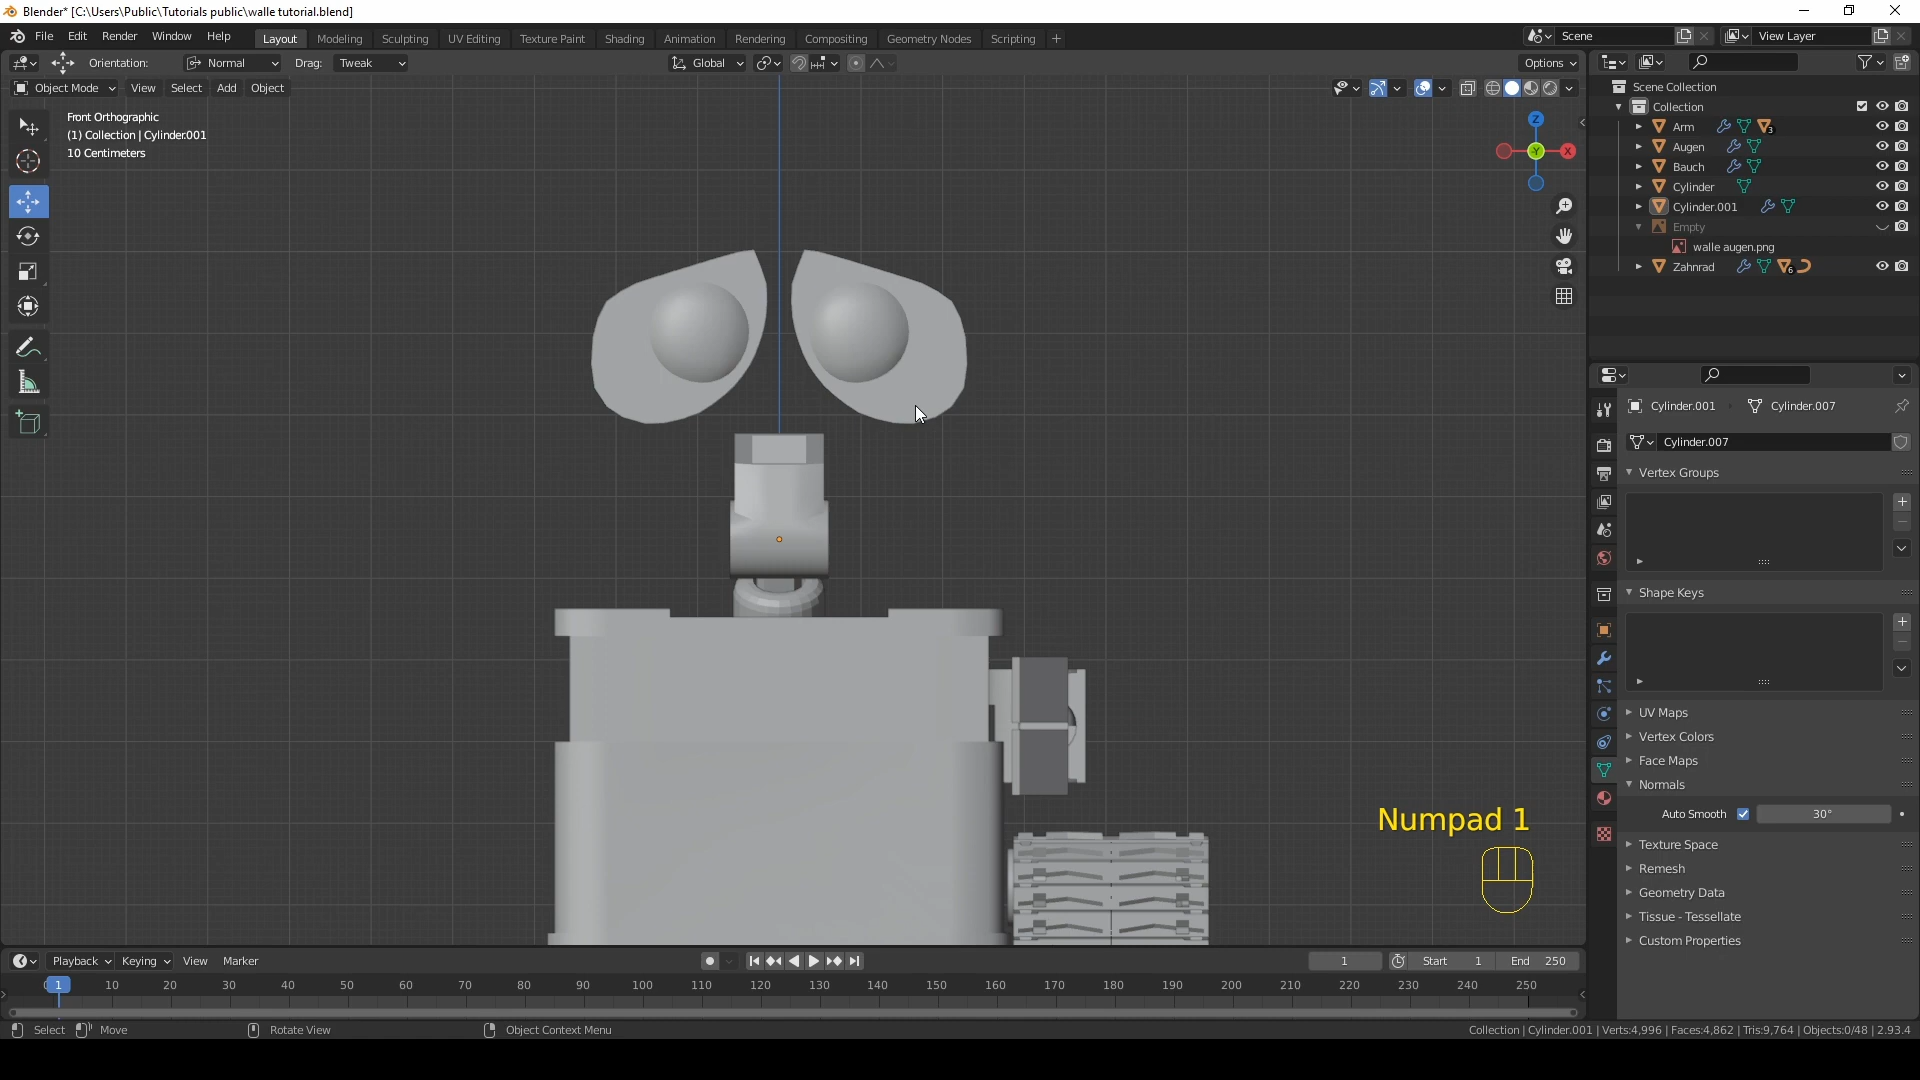 Blender* [C:\Users\Public\Tutorials public\walle tutorial.blend]
File Edit Render Window Help Layout Modeling Sculpting UV Editing Texture Paint Shading Animation Rendering Compositing Geometry Nodes Scripting + Scene View Layer
Orientation: Normal Drag: Tweak Global Options
Object Mode View Select Add Object
Front Orthographic
(1) Collection | Cylinder.001
10 Centimeters
Z
Y
X
Scene Collection
Collection
Arm 3
Augen
Bauch
Cylinder
Cylinder.001
Empty
walle augen.png
Zahnrad 6
Cylinder.001 Cylinder.007
Cylinder.007
Vertex Groups
Shape Keys
UV Maps
Vertex Colors
Face Maps
Normals
Auto Smooth 30°
Texture Space
Remesh
Geometry Data
Tissue - Tessellate
Custom Properties
Numpad 1
Playback Keying View Marker 1 Start 1 End 250
1 10 20 30 40 50 60 70 80 90 100 110 120 130 140 150 160 170 180 190 200 210 220 230 240 250
Select Move Rotate View Object Context Menu Collection | Cylinder.001 | Verts:4,996 | Faces:4,862 | Tris:9,764 | Objects:0/48 | 2.93.4